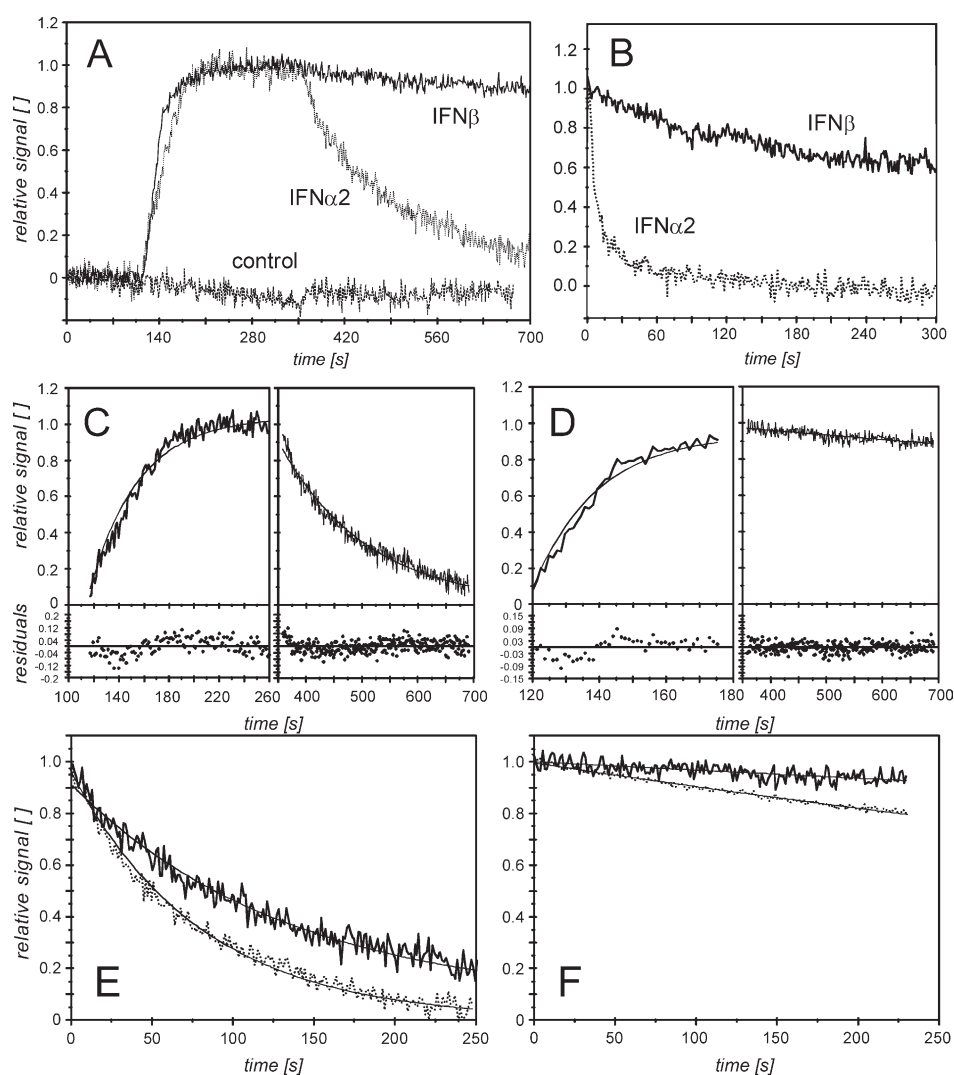 A
relative signal [ ]
1.2
1.0
0.8
0.6
0.4
0.2
0
IFNβ
IFNα2
control
0 140 280 420 560 700
time [s]
B
1.2
1.0
0.8
0.6
0.4
0.2
0.0
IFNβ
IFNα2
0 60 120 180 240 300
time [s]
C
relative signal [ ]
1.2
1.0
0.8
0.6
0.4
0.2
0
residuals
0.2
0.12
0.04
-0.04
-0.12
-0.2
100 140 180 220 260 400 500 600 700
time [s]
D
relative signal [ ]
1.2
1.0
0.8
0.6
0.4
0.2
0
0.15
0.09
0.03
-0.03
-0.09
-0.15
120 140 160 180 400 500 600 700
time [s]
E
relative signal [ ]
1.0
0.8
0.6
0.4
0.2
0
0 50 100 150 200 250
time [s]
F
relative signal [ ]
1.0
0.8
0.6
0.4
0.2
0
0 50 100 150 200 250
time [s]